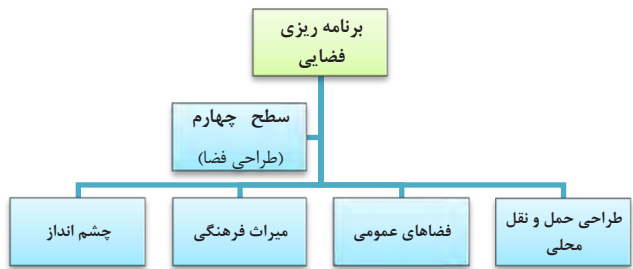 برنامه ریزی
فضایی
سطح چهارم
(طراحی فضا)
طراحی حمل و نقل
محلی
فضاهای عمومی
میراث فرهنگی
چشم انداز